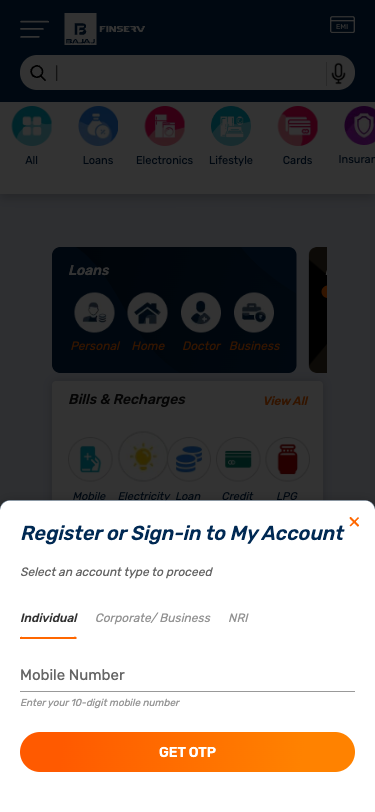 BAJAJ
FINSERV
EMI
All
Loans
Electronics
Lifestyle
Cards
Insuran
Loans
Personal
Home
Doctor
Business
Bills & Recharges
View All
Mobile
Electricity
Loan
Credit
LPG
Register or Sign-in to My Account
Select an account type to proceed
Individual
Corporate/ Business
NRI
Mobile Number
Enter your 10-digit mobile number
GET OTP